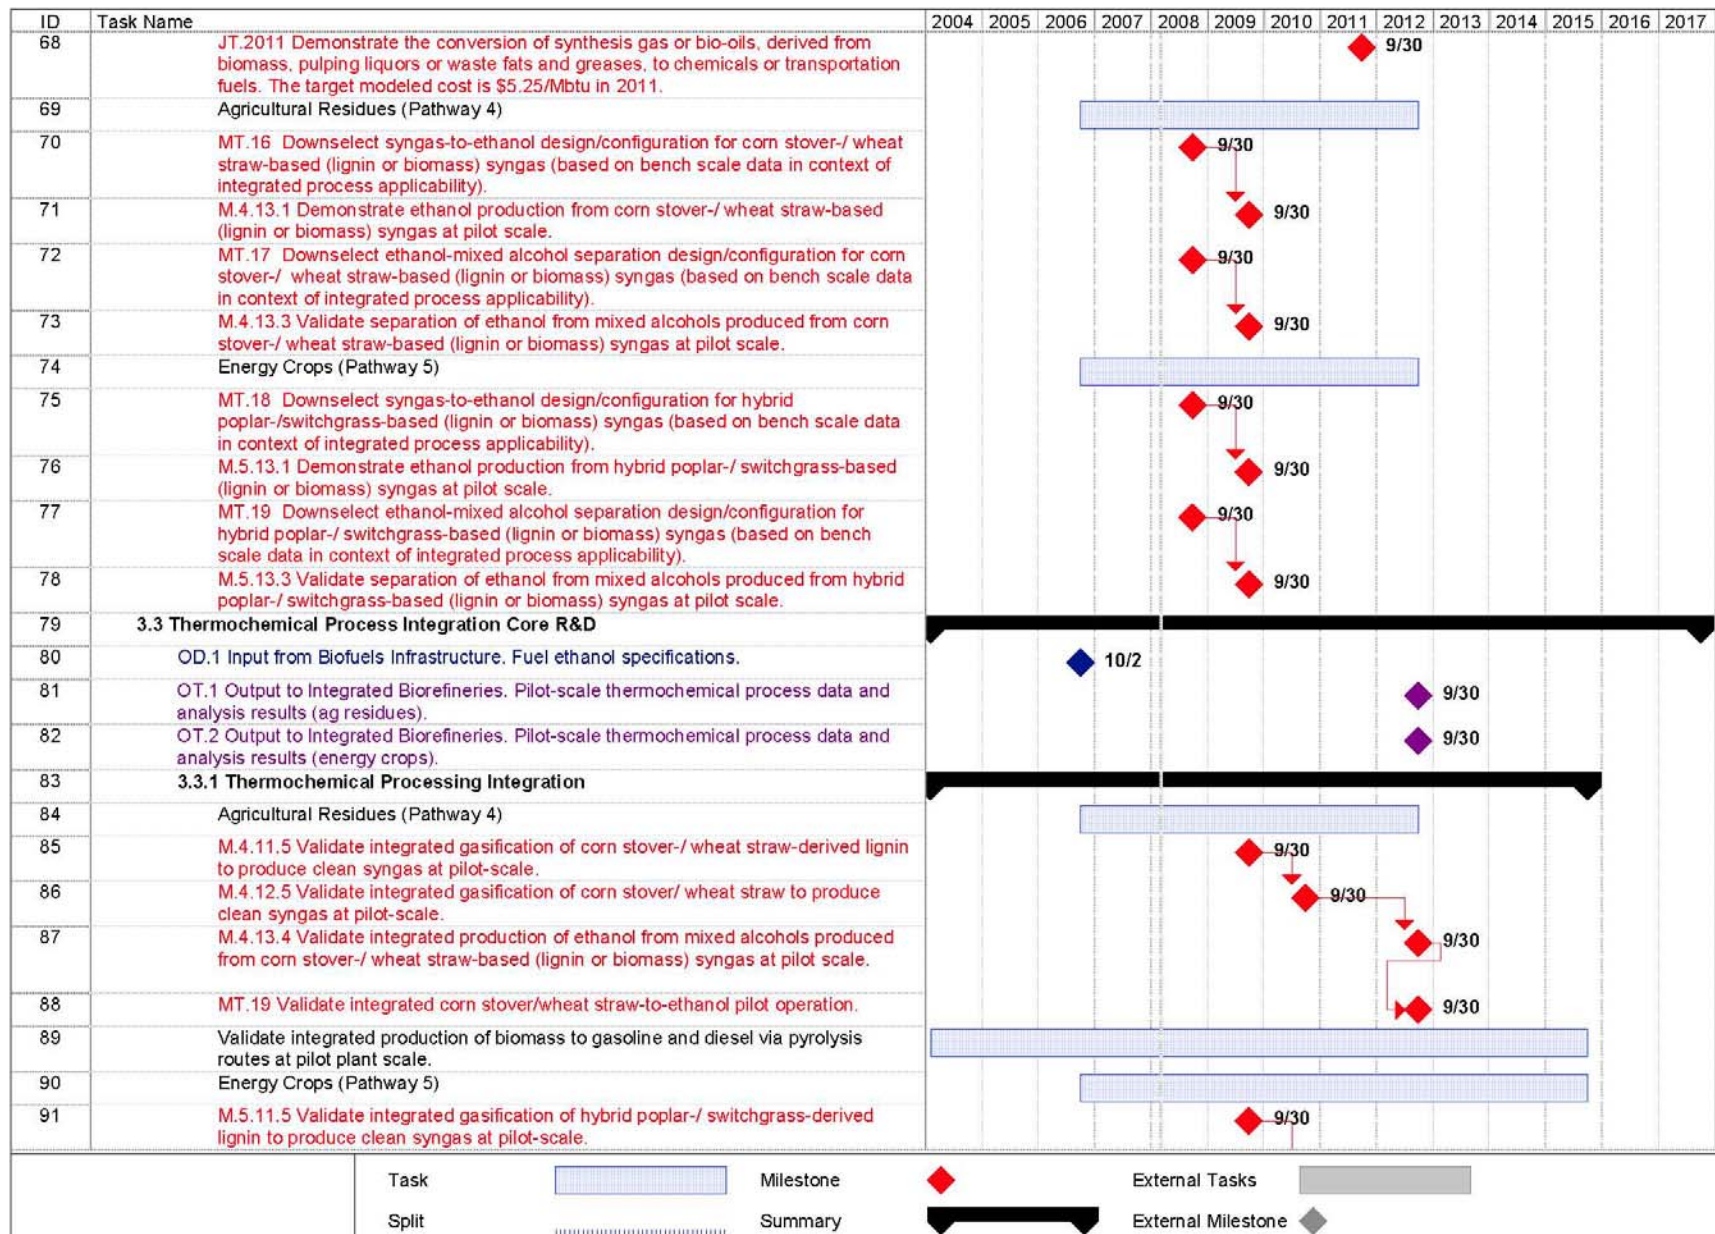 ID Task Name 2004 2005 2006 2007 2008 2009 2010 2011 2012 2013 2014 2015 2016 2017
68 JT.2011 Demonstrate the conversion of synthesis gas or bio-oils, derived from 9/30
biomass, pulping liquors or waste fats and greases, to chemicals or transportation
fuels. The target modeled cost is $5.25/Mbtu in 2011.
69 Agricultural Residues (Pathway 4)
70 MT.16 Downselect syngas-to-ethanol design/configuration for corn stover-/ wheat 9/30
straw-based (lignin or biomass) syngas (based on bench scale data in context of
integrated process applicability).
71 M.4.13.1 Demonstrate ethanol production from corn stover-/ wheat straw-based 9/30
(lignin or biomass) syngas at pilot scale.
72 MT.17 Downselect ethanol-mixed alcohol separation design/configuration for corn 9/30
stover-/ wheat straw-based (lignin or biomass) syngas (based on bench scale data
in context of integrated process applicability).
73 M.4.13.3 Validate separation of ethanol from mixed alcohols produced from corn 9/30
stover-/ wheat straw-based (lignin or biomass) syngas at pilot scale.
74 Energy Crops (Pathway 5)
75 MT.18 Downselect syngas-to-ethanol design/configuration for hybrid 9/30
poplar-/switchgrass-based (lignin or biomass) syngas (based on bench scale data
in context of integrated process applicability).
76 M.5.13.1 Demonstrate ethanol production from hybrid poplar-/ switchgrass-based 9/30
(lignin or biomass) syngas at pilot scale.
77 MT.19 Downselect ethanol-mixed alcohol separation design/configuration for 9/30
hybrid poplar-/ switchgrass-based (lignin or biomass) syngas (based on bench
scale data in context of integrated process applicability).
78 M.5.13.3 Validate separation of ethanol from mixed alcohols produced from hybrid 9/30
poplar-/ switchgrass-based (lignin or biomass) syngas at pilot scale.
79 3.3 Thermochemical Process Integration Core R&D
80 OD.1 Input from Biofuels Infrastructure. Fuel ethanol specifications. 10/2
81 OT.1 Output to Integrated Biorefineries. Pilot-scale thermochemical process data and 9/30
analysis results (ag residues).
82 OT.2 Output to Integrated Biorefineries. Pilot-scale thermochemical process data and 9/30
analysis results (energy crops).
83 3.3.1 Thermochemical Processing Integration
84 Agricultural Residues (Pathway 4)
85 M.4.11.5 Validate integrated gasification of corn stover-/ wheat straw-derived lignin 9/30
to produce clean syngas at pilot-scale.
86 M.4.12.5 Validate integrated gasification of corn stover/ wheat straw to produce 9/30
clean syngas at pilot-scale.
87 M.4.13.4 Validate integrated production of ethanol from mixed alcohols produced 9/30
from corn stover-/ wheat straw-based (lignin or biomass) syngas at pilot scale.
88 MT.19 Validate integrated corn stover/wheat straw-to-ethanol pilot operation. 9/30
89 Validate integrated production of biomass to gasoline and diesel via pyrolysis
routes at pilot plant scale.
90 Energy Crops (Pathway 5)
91 M.5.11.5 Validate integrated gasification of hybrid poplar-/ switchgrass-derived 9/30
lignin to produce clean syngas at pilot-scale.
Task Milestone External Tasks
Split Summary External Milestone